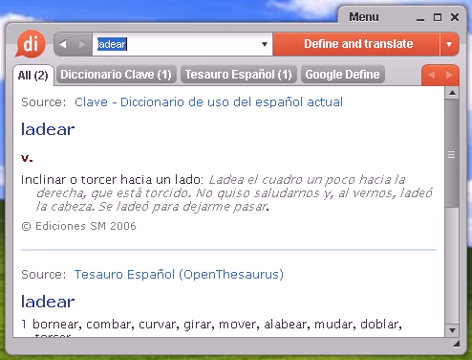 Menu
di
ladear
Define and translate
All (2)
Diccionario Clave (1)
Tesauro Español (1)
Google Define
Source: Clave - Diccionario de uso del español actual
ladear
v.
Inclinar o torcer hacia un lado: Ladea el cuadro un poco hacia la
derecha, que está torcido. No quiso saludarnos y, al vernos, ladeó
la cabeza. Se ladeó para dejarme pasar.
© Ediciones SM 2006
Source: Tesauro Español (OpenThesaurus)
ladear
1 bornear, combar, curvar, girar, mover, alabear, mudar, doblar,
torcer